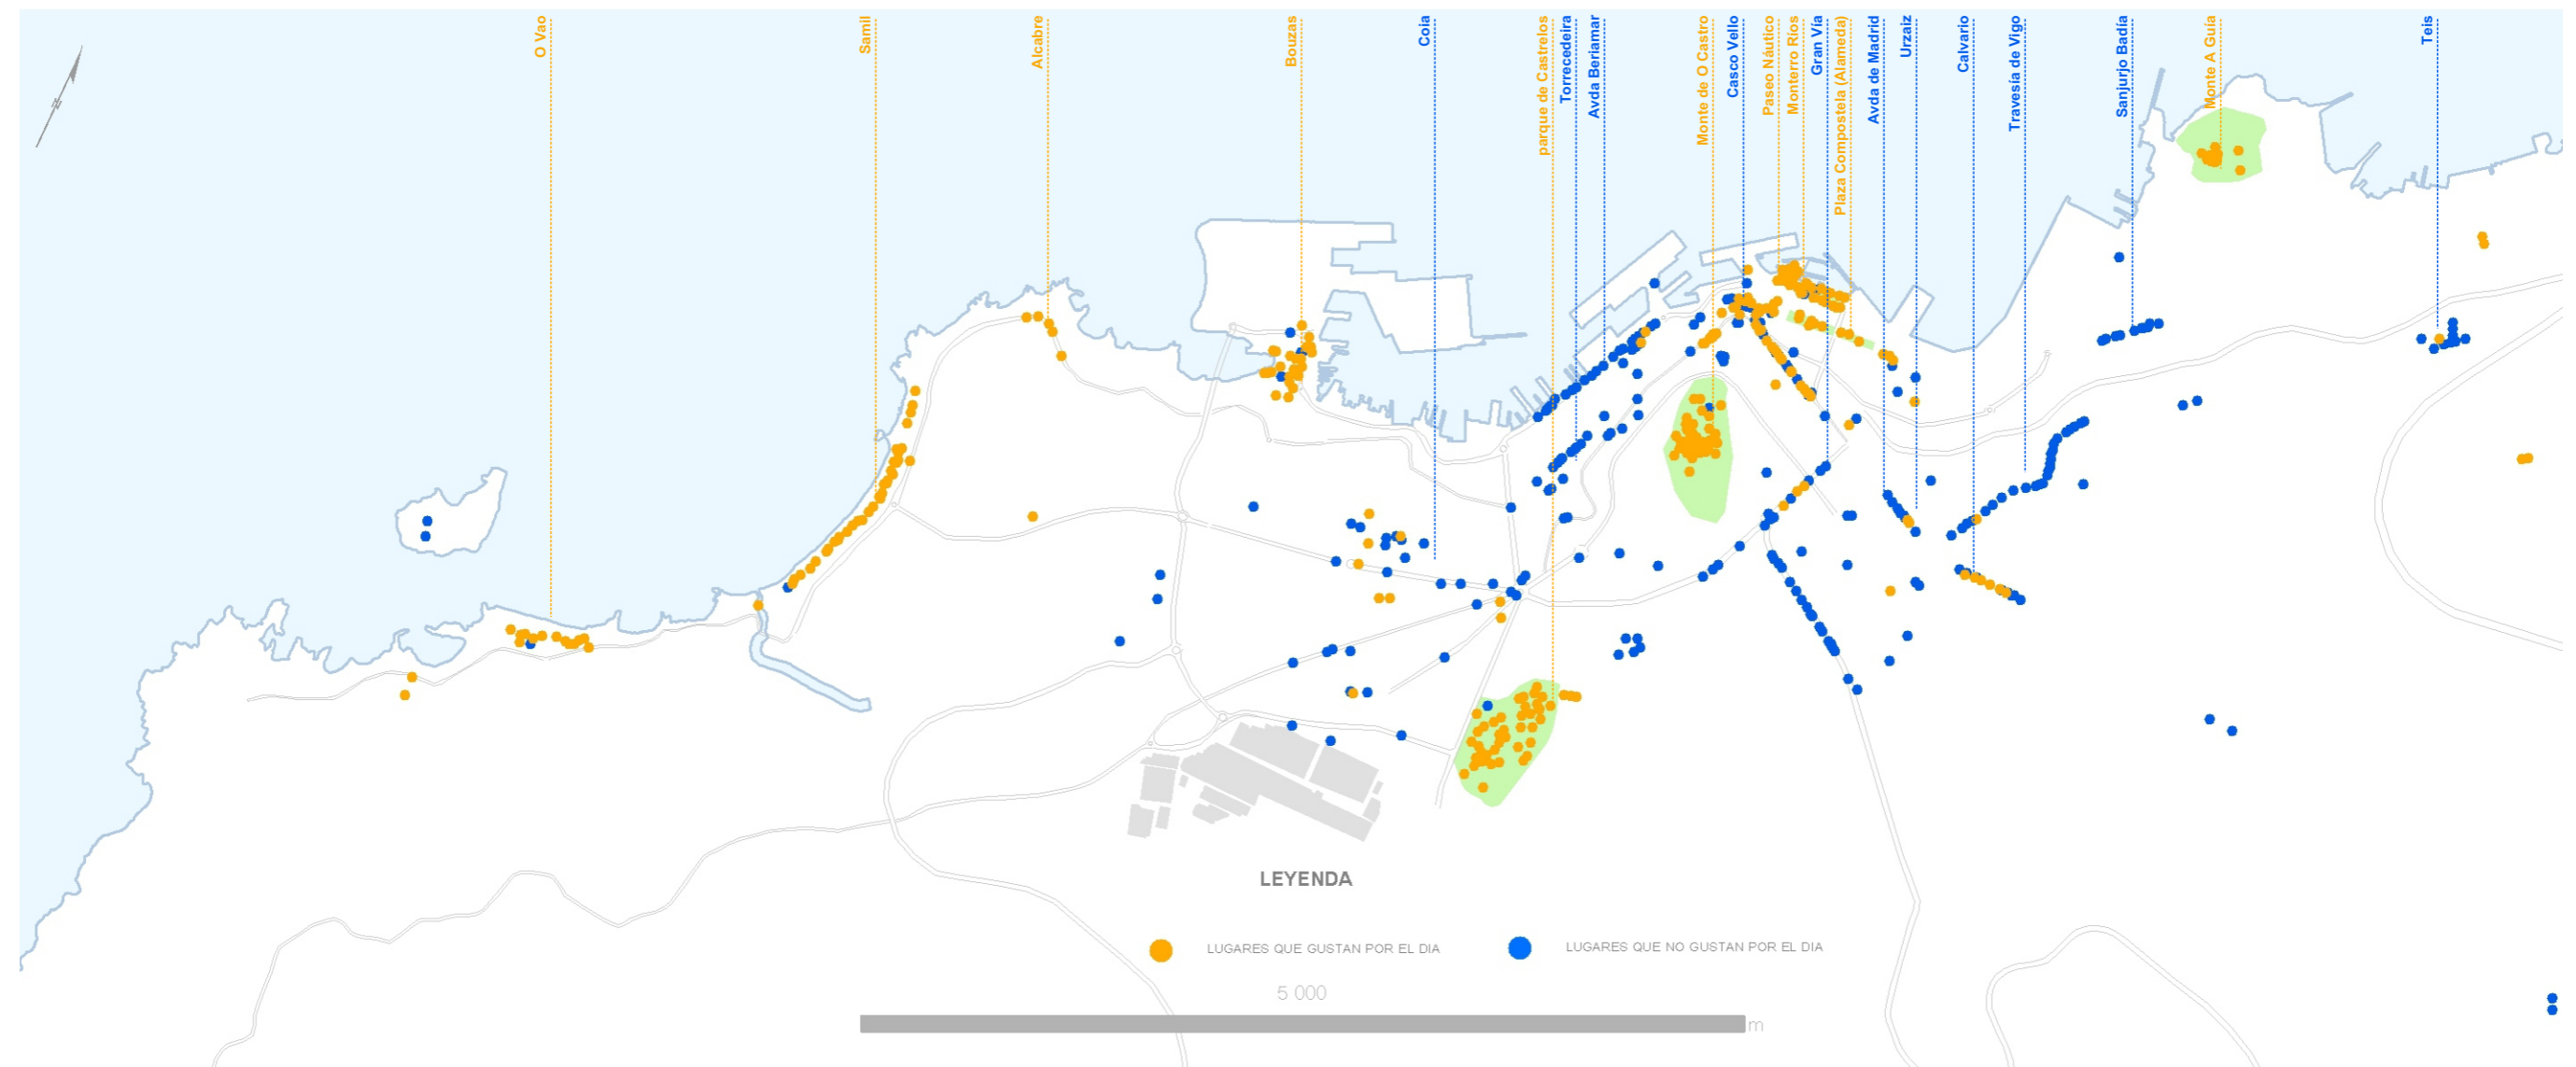 O Vao
Samil
Alcabre
Bouzas
Coia
parque de Castrelos
Torrecedeira
Avda Beriamar
Monte de O Castro
Casco Vello
Paseo Náutico
Monterro Ríos
Gran Vía
Plaza Compostela (Alameda)
Avda de Madrid
Urzaiz
Calvario
Travesía de Vigo
Sanjurjo Badía
Monte A Guía
Teis
N
LEYENDA
LUGARES QUE GUSTAN POR EL DIA
LUGARES QUE NO GUSTAN POR EL DIA
5 000
m